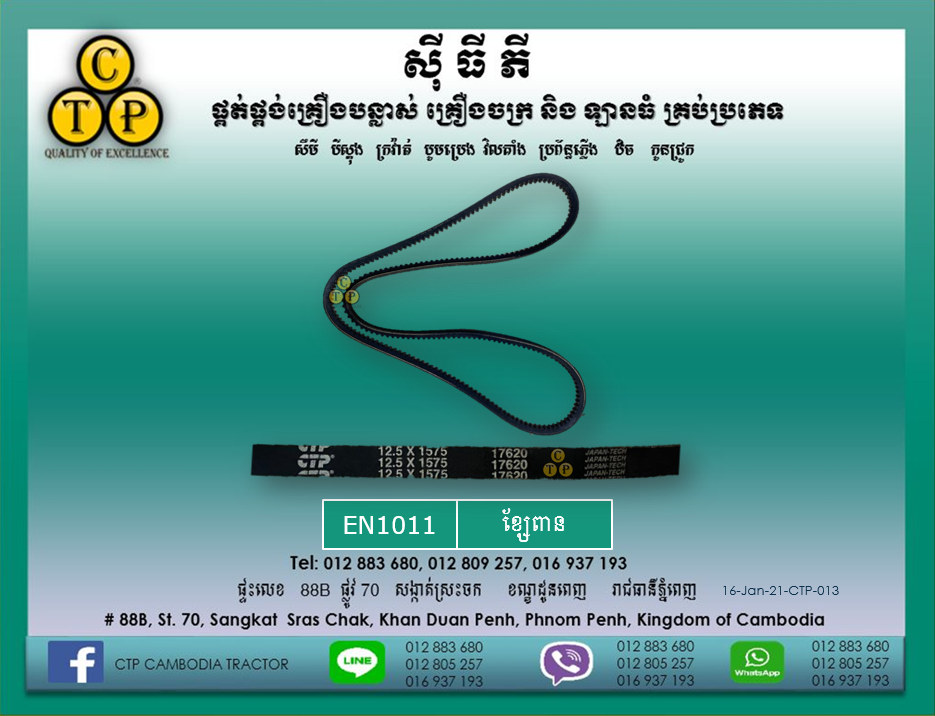 C
T P
®
QUALITY OF EXCELLENCE
ស៊ី ធី ភី
ផ្គត់ផ្គង់គ្រឿងបន្លាស់ គ្រឿងចក្រ និង ឡានធំ គ្រប់ប្រភេទ
ស៊ីមី បីស្តុង ក្រវ៉ាត់ បូមប្រេង វិលតាំង ប្រព័ន្ធភ្លើង ប៊ិច កូនជ្រូក
C
T P
CTP 12.5 X 1575 17620 JAPAN-TECH
CTP® 12.5 X 1575 17620 C T P JAPAN-TECH
CTP 12.5 X 1575 17620 JAPAN-TECH
EN1011 ខ្សែពាន
Tel: 012 883 680, 012 809 257, 016 937 193
ផ្ទះលេខ 88B ផ្លូវ 70 សង្កាត់ស្រះចក ខណ្ឌដូនពេញ រាជធានីភ្នំពេញ 16-Jan-21-CTP-013
# 88B, St. 70, Sangkat Sras Chak, Khan Duan Penh, Phnom Penh, Kingdom of Cambodia
f CTP CAMBODIA TRACTOR
LINE
012 883 680
012 805 257
016 937 193
012 883 680
012 805 257
016 937 193
WhatsApp
012 883 680
012 805 257
016 937 193